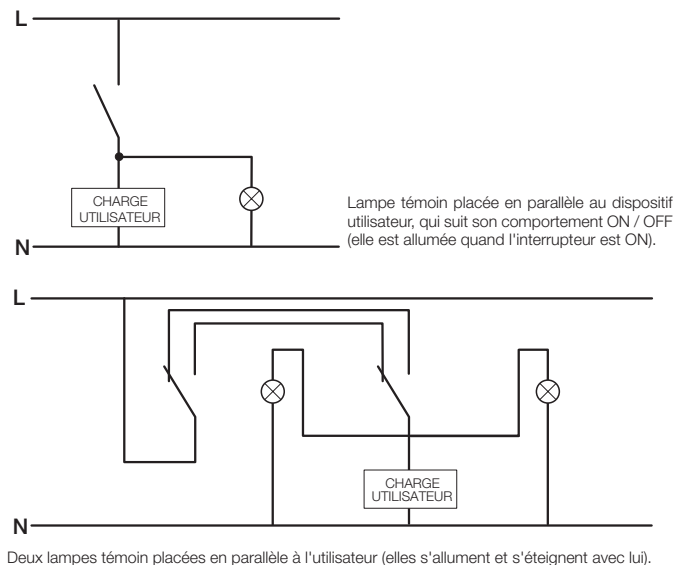 L
CHARGE
UTILISATEUR
N
Lampe témoin placée en parallèle au dispositif
utilisateur, qui suit son comportement ON / OFF
(elle est allumée quand l'interrupteur est ON).
L
CHARGE
UTILISATEUR
N
Deux lampes témoin placées en parallèle à l'utilisateur (elles s'allument et s'éteignent avec lui).